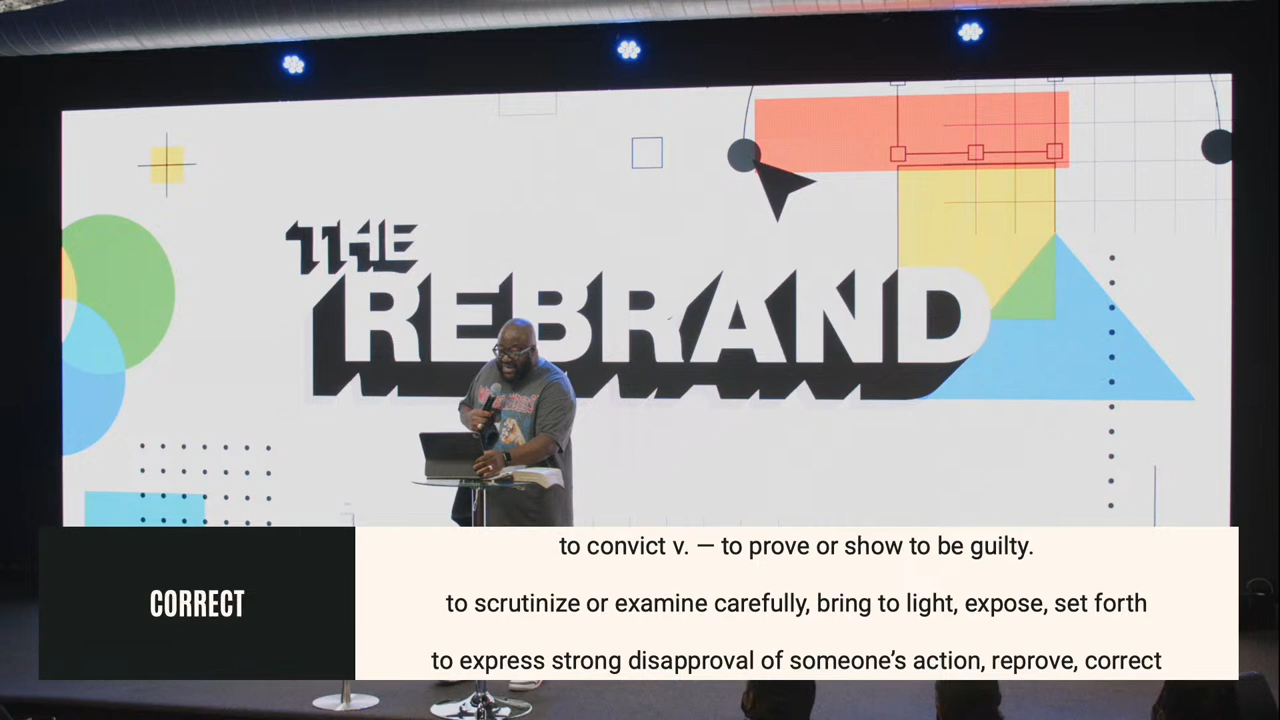 THE
REBRAND
CORRECT
to convict v. — to prove or show to be guilty.
to scrutinize or examine carefully, bring to light, expose, set forth
to express strong disapproval of someone's action, reprove, correct